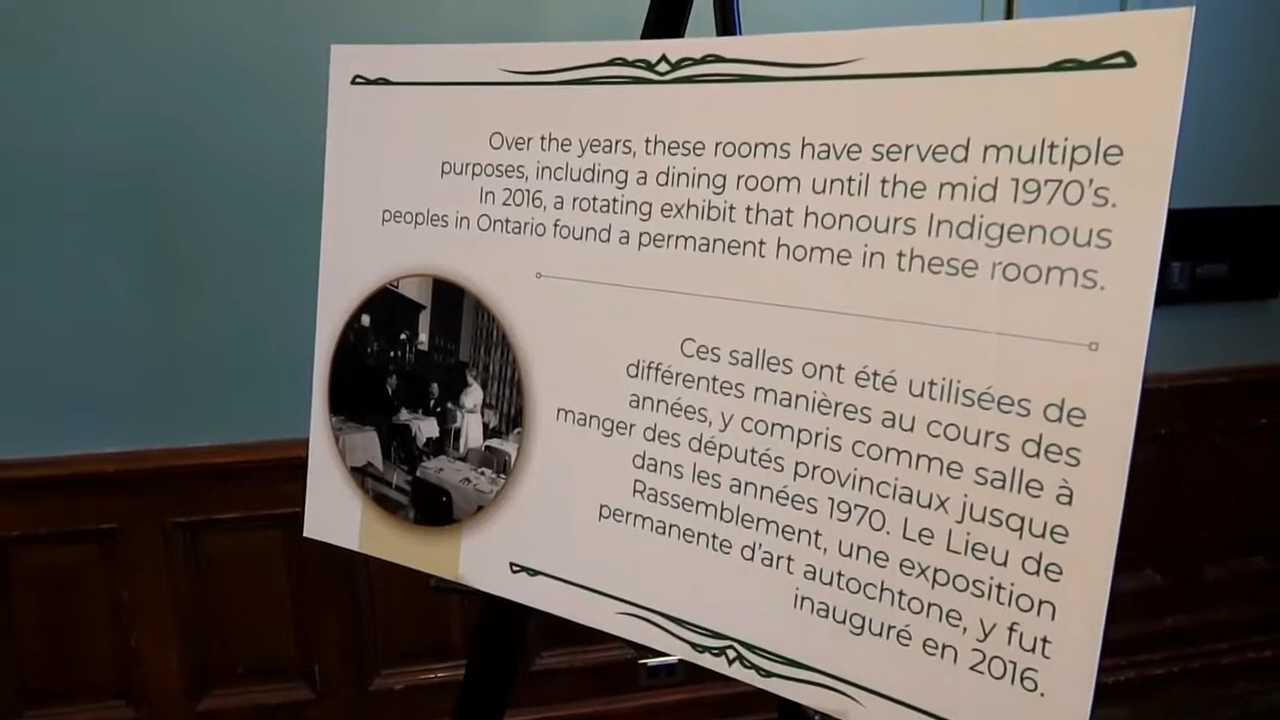 Over the years, these rooms have served multiple
purposes, including a dining room until the mid 1970's.
In 2016, a rotating exhibit that honours Indigenous
peoples in Ontario found a permanent home in these rooms.
Ces salles ont été utilisées de
différentes manières au cours des
années, y compris comme salle à
manger des députés provinciaux jusque
dans les années 1970. Le Lieu de
Rassemblement, une exposition
permanente d'art autochtone, y fut
inauguré en 2016.